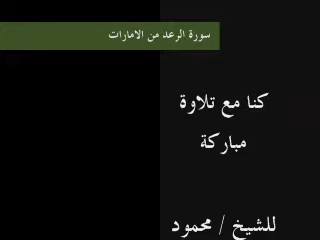 سورة الرعد من الامارات
كنا مع تلاوة
مباركة
للشيخ / محمود